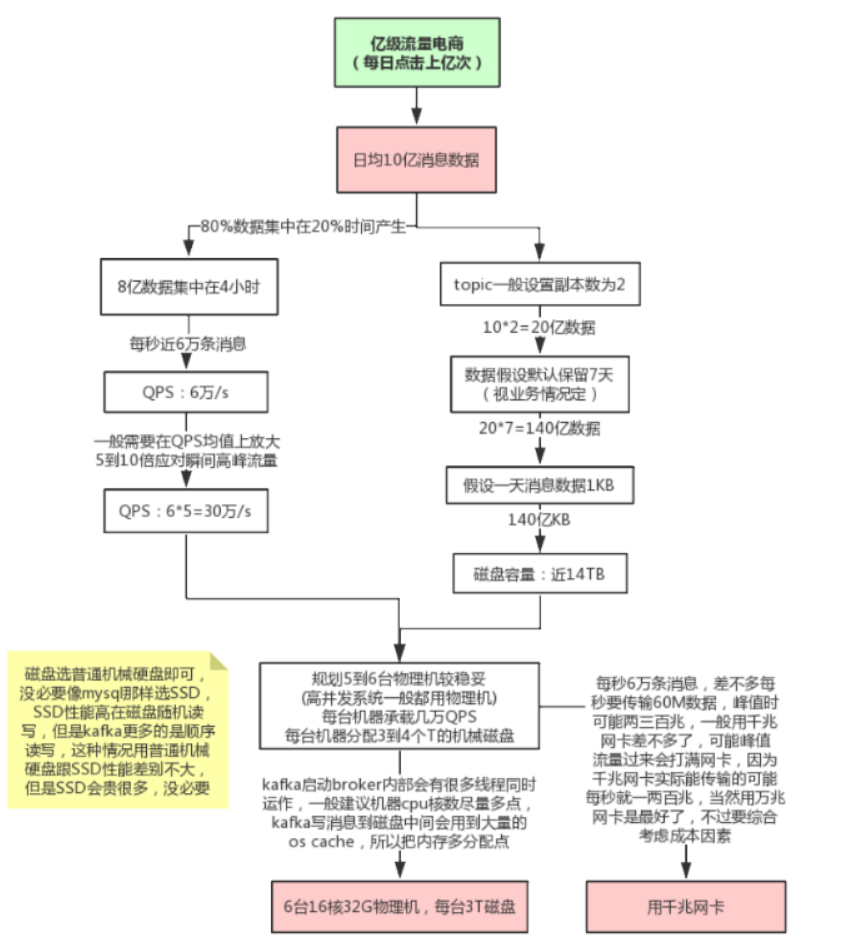 亿级流量电商
（每日点击上亿次）
日均10亿消息数据
80%数据集中在20%时间产生
8亿数据集中在4小时
每秒近6万条消息
QPS：6万/s
一般需要在QPS均值上放大
5到10倍应对瞬间高峰流量
QPS：6*5=30万/s
topic一般设置副本数为2
10*2=20亿数据
数据假设默认保留7天
（视业务情况定）
20*7=140亿数据
假设一天消息数据1KB
140亿KB
磁盘容量：近14TB
磁盘选普通机械硬盘即可，
没必要像mysq那样选SSD，
SSD性能高在磁盘随机读
写，但是kafka更多的是顺序
读写，这种情况用普通机械
硬盘跟SSD性能差别不大，
但是SSD会贵很多，没必要
规划5到6台物理机较稳妥
(高并发系统一般都用物理机)
每台机器承载几万QPS
每台机器分配3到4个T的机械磁盘
kafka启动broker内部会有很多线程同时
运作，一般建议机器cpu核数尽量多点，
kafka写消息到磁盘中间会用到大量的
os cache，所以把内存多分配点
6台16核32G物理机，每台3T磁盘
每秒6万条消息，差不多每
秒要传输60M数据，峰值时
可能两三百兆，一般用千兆
网卡差不多了，可能峰值
流量过来会打满网卡，因为
千兆网卡实际能传输的可能
每秒就一两百兆，当然用万兆
网卡是最好了，不过要综合
考虑成本因素
用千兆网卡